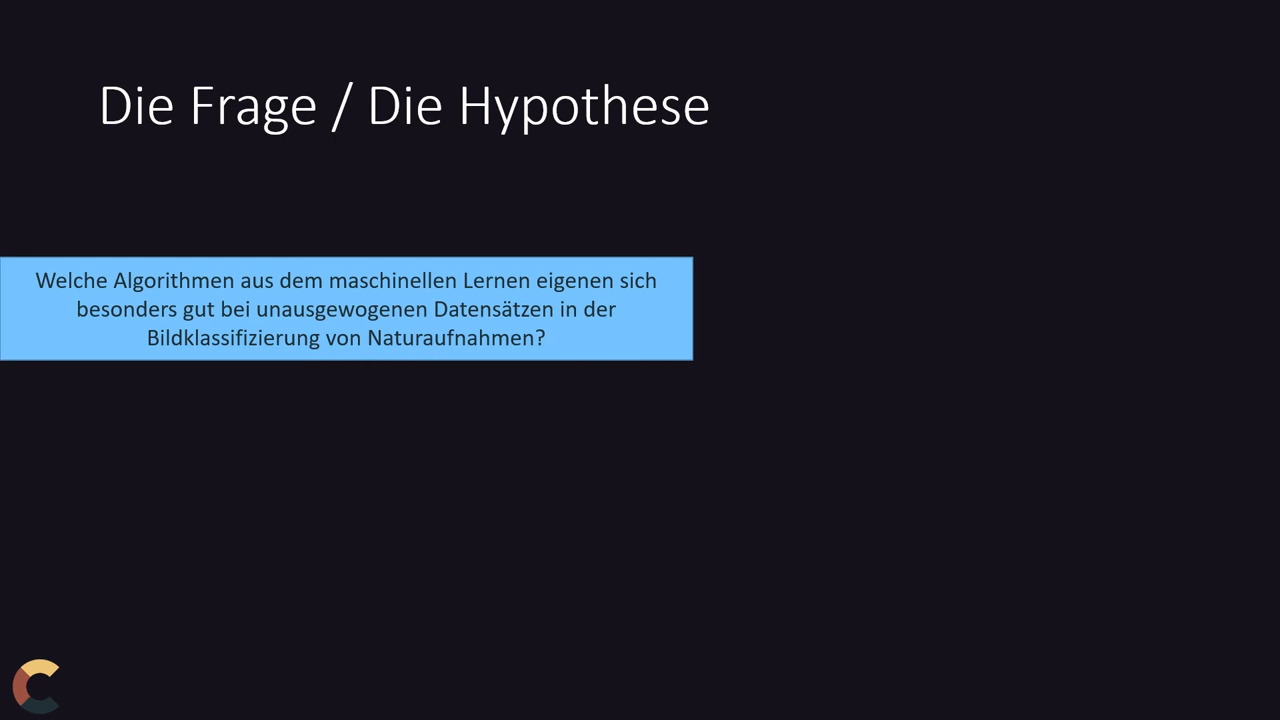 Die Frage / Die Hypothese
Welche Algorithmen aus dem maschinellen Lernen eigenen sich
besonders gut bei unausgewogenen Datensätzen in der
Bildklassifizierung von Naturaufnahmen?